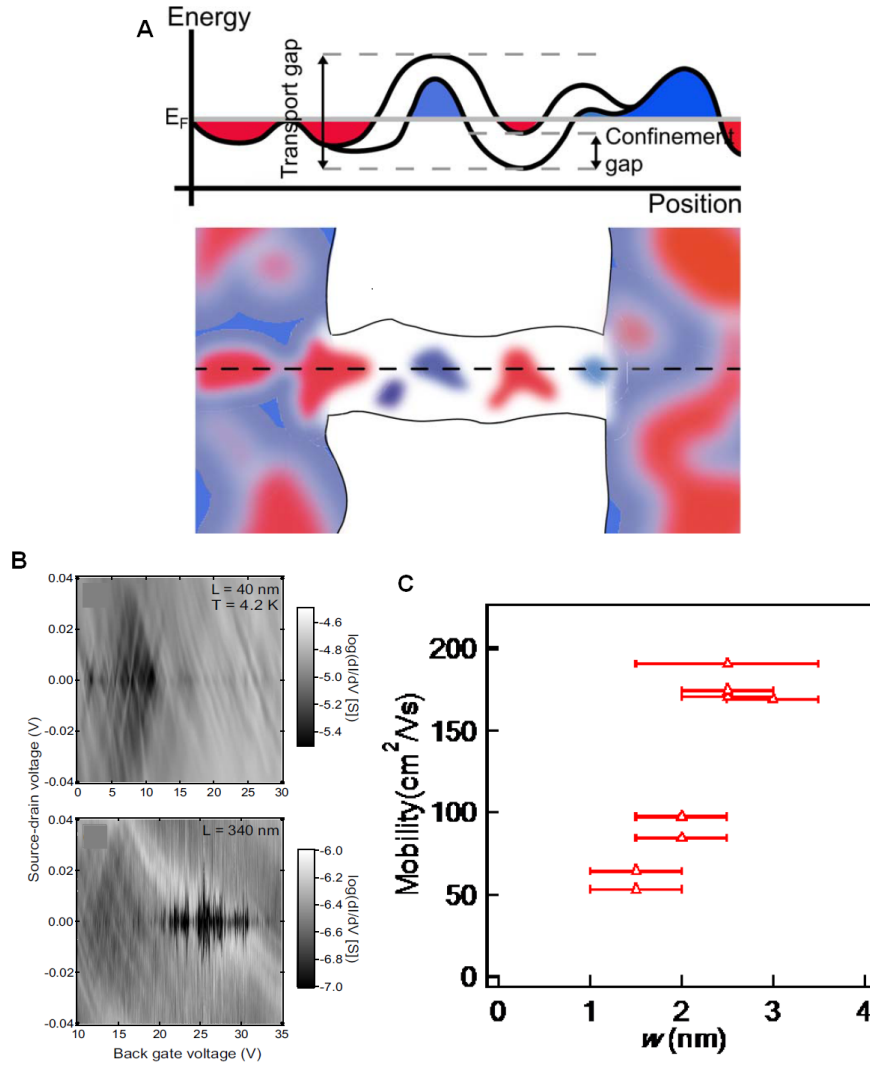 A
Energy
Transport gap
E_F
Confinement
gap
Position
B
C
0.04
0.02
0.00
-0.02
-0.04
L = 40 nm
T = 4.2 K
0 5 10 15 20 25 30
-4.6
-4.8
-5.0
-5.2
-5.4
log(dI/dV [S])
Source-drain voltage (V)
0.04
0.02
0.00
-0.02
-0.04
L = 340 nm
10 15 20 25 30 35
-6.0
-6.2
-6.4
-6.6
-6.8
-7.0
log(dI/dV [S])
Back gate voltage (V)
Mobility(cm²/Vs)
200
150
100
50
0
0 1 2 3 4
w(nm)